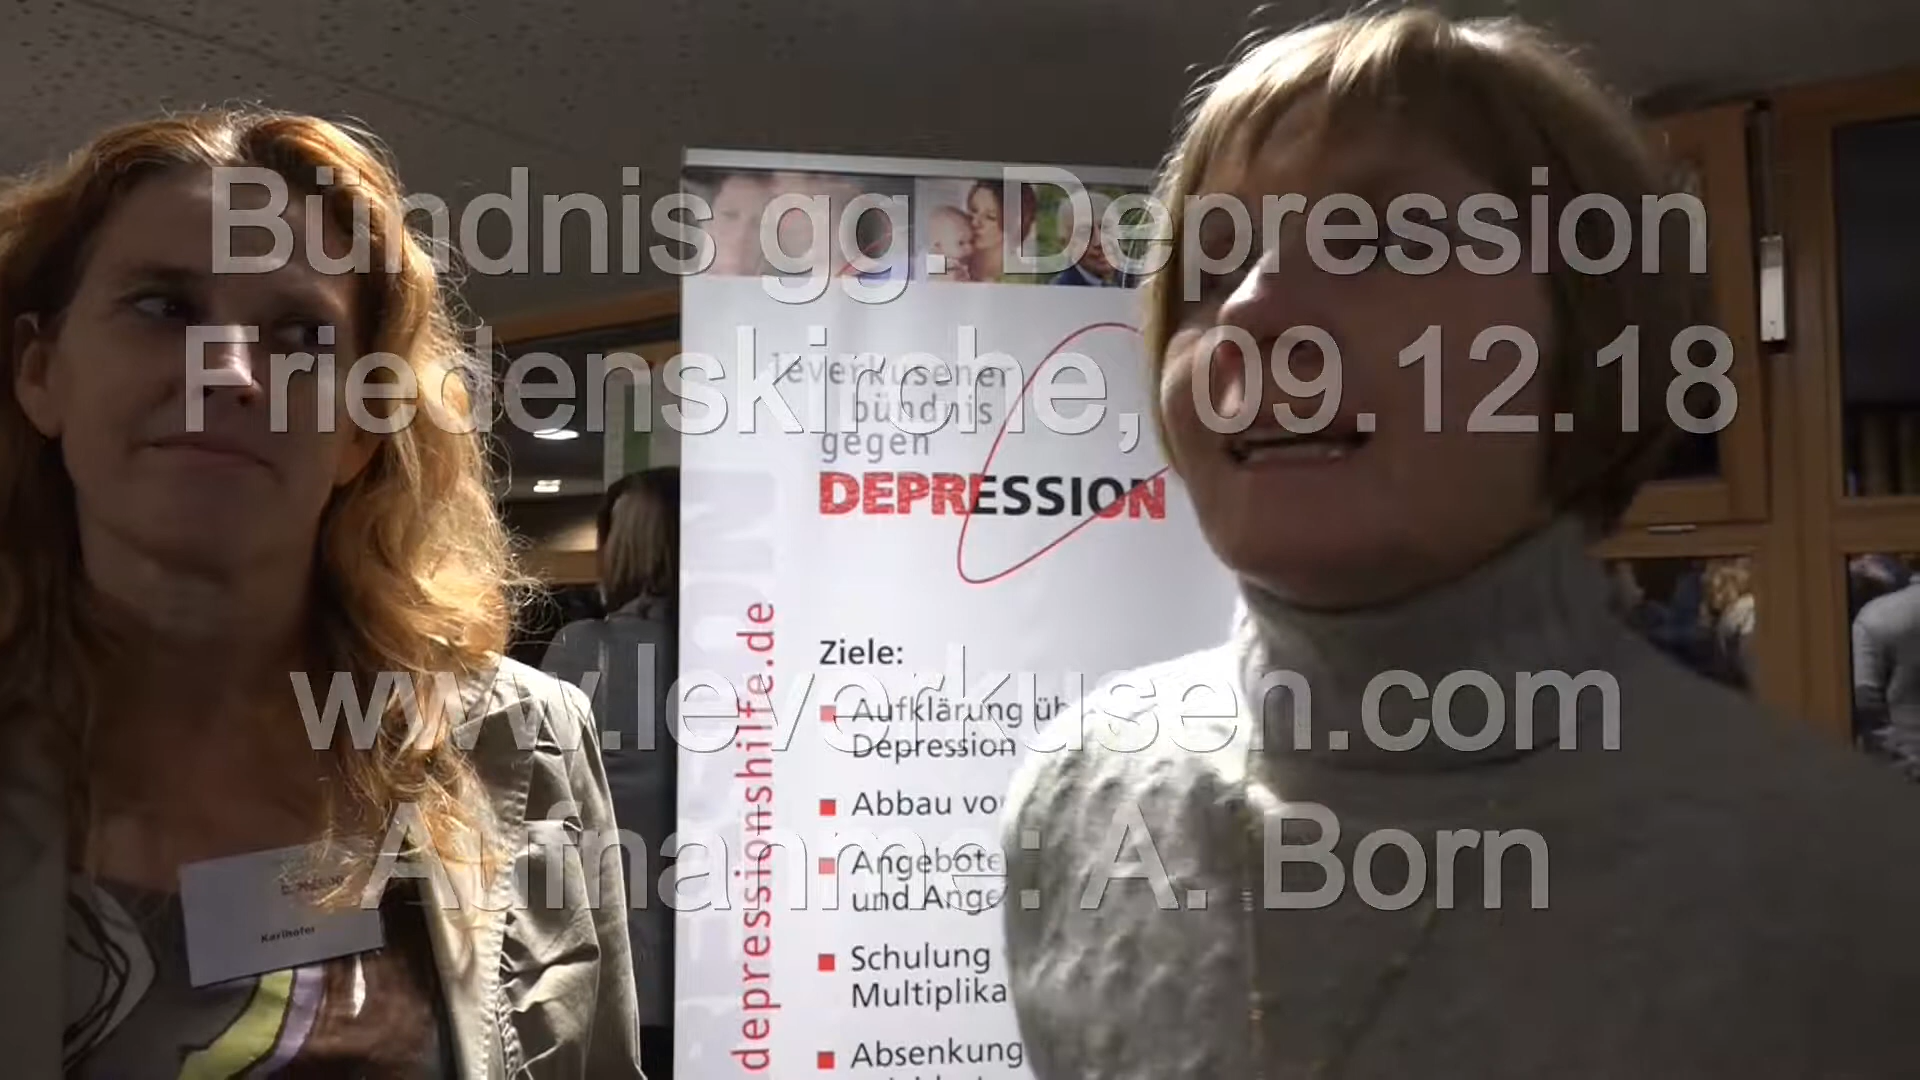 Bündnis gg. Depression
Friedenskirche, 09.12.18
www.leverkusen.com
Aufnahme: A. Born
leverkusener
bündnis
gegen
DEPRESSION
depressionshilfe.de
Ziele:
Aufklärung üb
Depression
Abbau vo
Angebote
und Ange
Schulung
Multiplika
Absenkung
Karlhofer